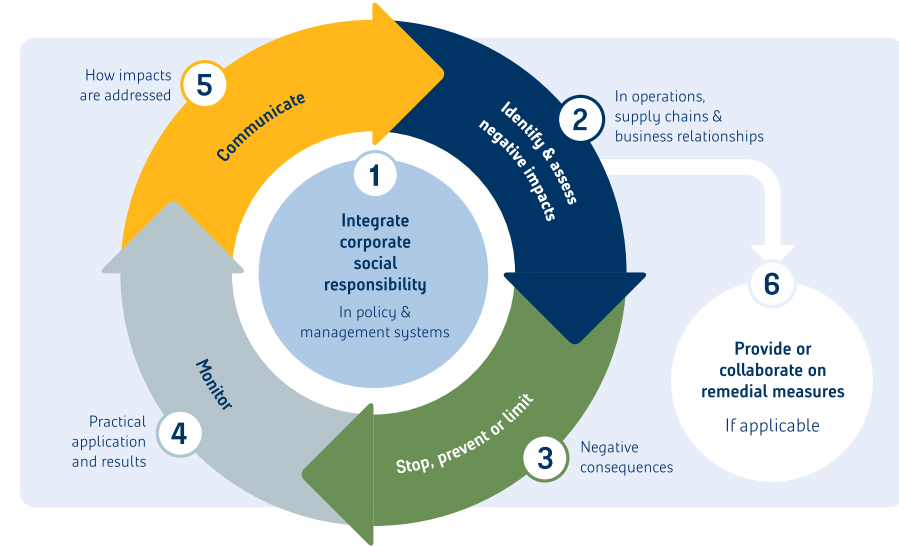 1
Integrate
corporate
social
responsibility
In policy &
management systems
2
Identify & assess
negative impacts
In operations,
supply chains &
business relationships
3
Stop, prevent or limit
Negative
consequences
4
Monitor
Practical
application
and results
5
Communicate
How impacts
are addressed
6
Provide or
collaborate on
remedial measures
If applicable